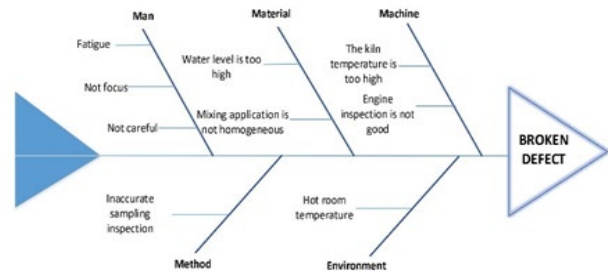 Man
Material
Machine
Fatigue
Not focus
Not careful
Water level is too
high
Mixing application is
not homogeneous
The kiln
temperature is
too high
Engine
inspection is not
good
BROKEN
DEFECT
Inaccurate
sampling
inspection
Hot room
temperature
Method
Environment